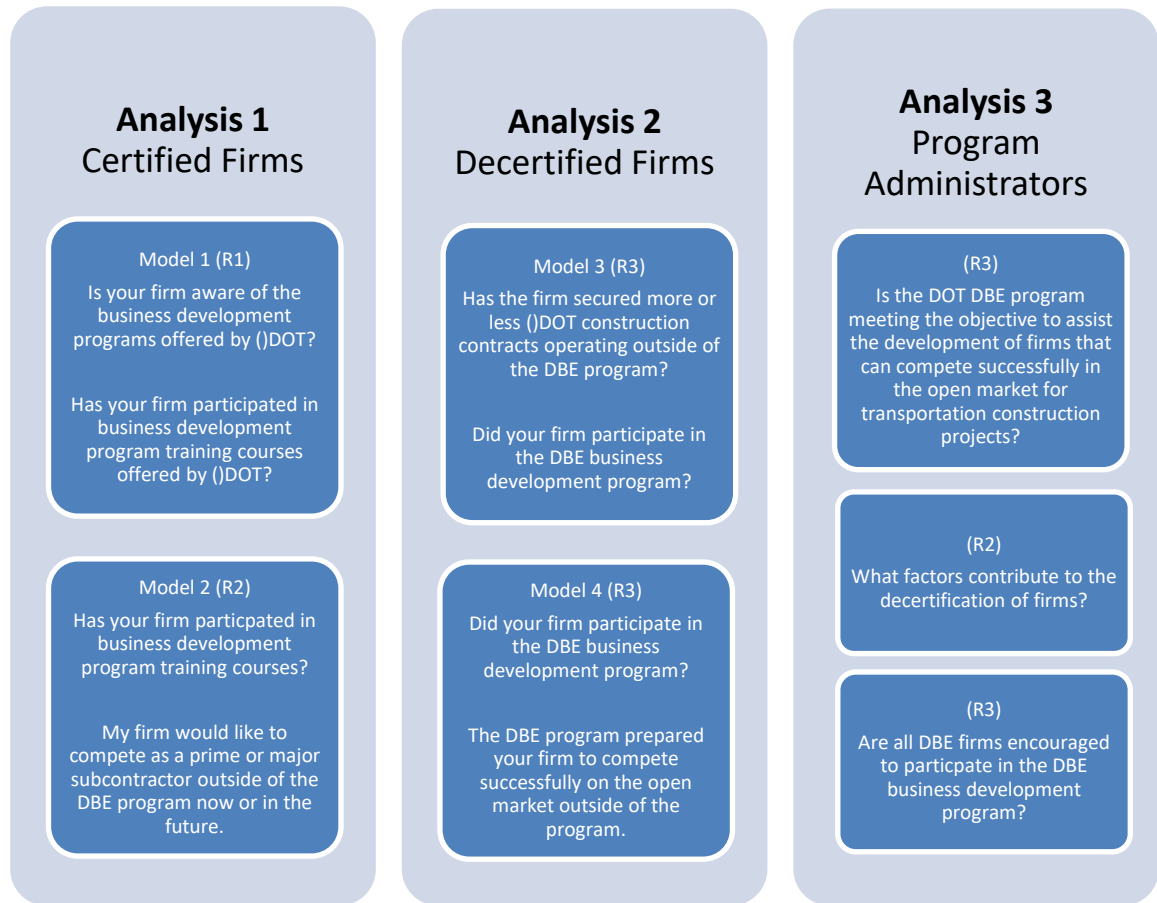 Analysis 1
Certified Firms
Model 1 (R1)
Is your firm aware of the
business development
programs offered by ()DOT?
Has your firm participated in
business development
program training courses
offered by ()DOT?
Model 2 (R2)
Has your firm particpated in
business development
program training courses?
My firm would like to
compete as a prime or major
subcontractor outside of the
DBE program now or in the
future.
Analysis 2
Decertified Firms
Model 3 (R3)
Has the firm secured more or
less ()DOT construction
contracts operating outside of
the DBE program?
Did your firm participate in
the DBE business
development program?
Model 4 (R3)
Did your firm participate in
the DBE business
development program?
The DBE program prepared
your firm to compete
successfully on the open
market outside of the
program.
Analysis 3
Program
Administrators
(R3)
Is the DOT DBE program
meeting the objective to assist
the development of firms that
can compete successfully in
the open market for
transportation construction
projects?
(R2)
What factors contribute to the
decertification of firms?
(R3)
Are all DBE firms encouraged
to particpate in the DBE
business development
program?